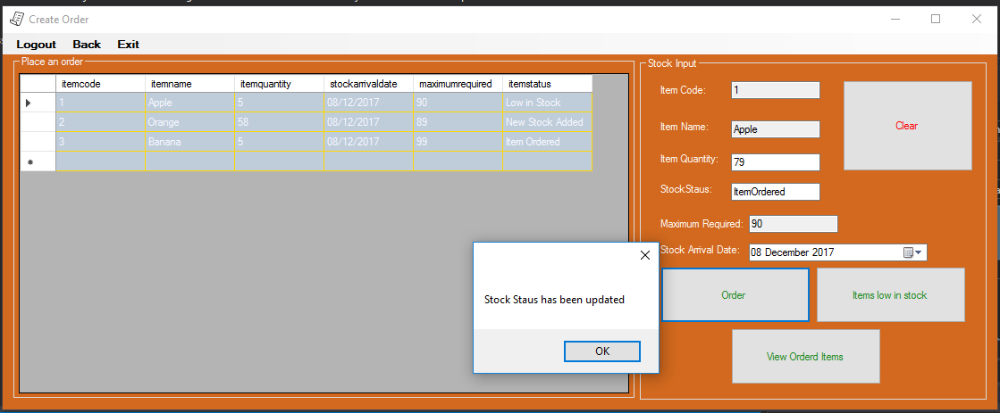 Create Order
Logout Back Exit
Place an order
itemcode itemname itemquantity stockarrivaldate maximumrequired itemstatus
1 Apple 5 08/12/2017 90 Low in Stock
2 Orange 58 08/12/2017 89 New Stock Added
3 Banana 5 08/12/2017 99 Item Ordered
Stock Input
Item Code: 1
Item Name: Apple
Item Quantity: 79
StockStaus: ItemOrdered
Maximum Required: 90
Stock Arrival Date: 08 December 2017
Clear
Order
Items low in stock
View Orderd Items
Stock Staus has been updated
OK